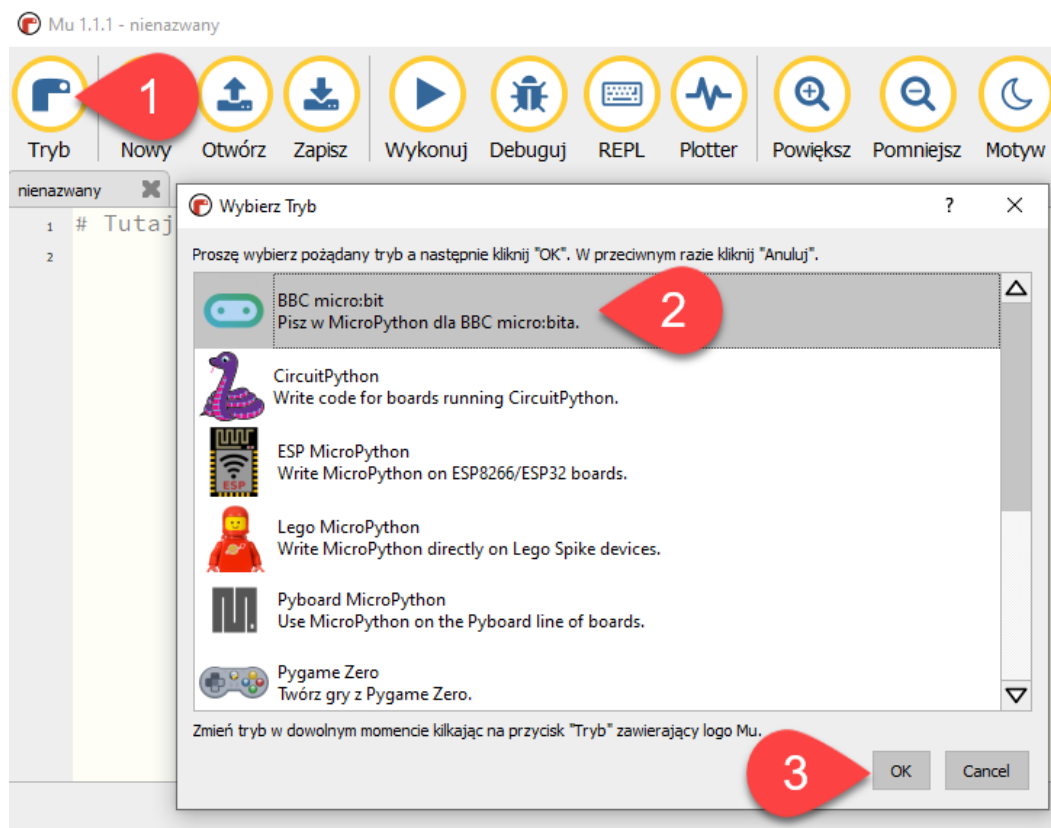 Mu 1.1.1 - nienazwany
1
Tryb Nowy Otwórz Zapisz Wykonuj Debuguj REPL Plotter Powiększ Pomniejsz Motyw
nienazwany
1 # Tutaj
2
Wybierz Tryb ?
Proszę wybierz pożądany tryb a następnie kliknij "OK". W przeciwnym razie kliknij "Anuluj".
BBC micro:bit
Pisz w MicroPython dla BBC micro:bita.
2
CircuitPython
Write code for boards running CircuitPython.
ESP MicroPython
Write MicroPython on ESP8266/ESP32 boards.
ESP
Lego MicroPython
Write MicroPython directly on Lego Spike devices.
Pyboard MicroPython
Use MicroPython on the Pyboard line of boards.
Pygame Zero
Twórz gry z Pygame Zero.
Zmień tryb w dowolnym momencie kilkając na przycisk "Tryb" zawierający logo Mu.
3
OK Cancel